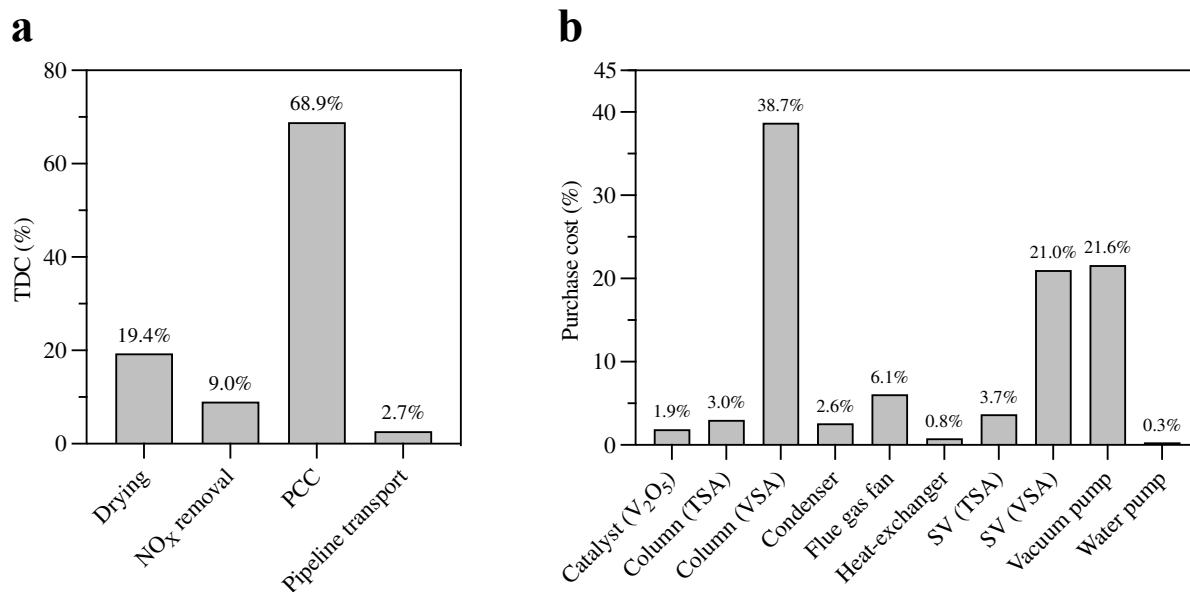 a
80
60
40
20
0
TDC (%)
19.4%
9.0%
68.9%
2.7%
Drying
NOX removal
PCC
Pipeline transport
b
45
40
30
20
10
0
Purchase cost (%)
1.9%
3.0%
38.7%
2.6%
6.1%
0.8%
3.7%
21.0%
21.6%
0.3%
Catalyst (V2O5)
Column (TSA)
Column (VSA)
Condenser
Flue gas fan
Heat-exchanger
SV (TSA)
SV (VSA)
Vacuum pump
Water pump